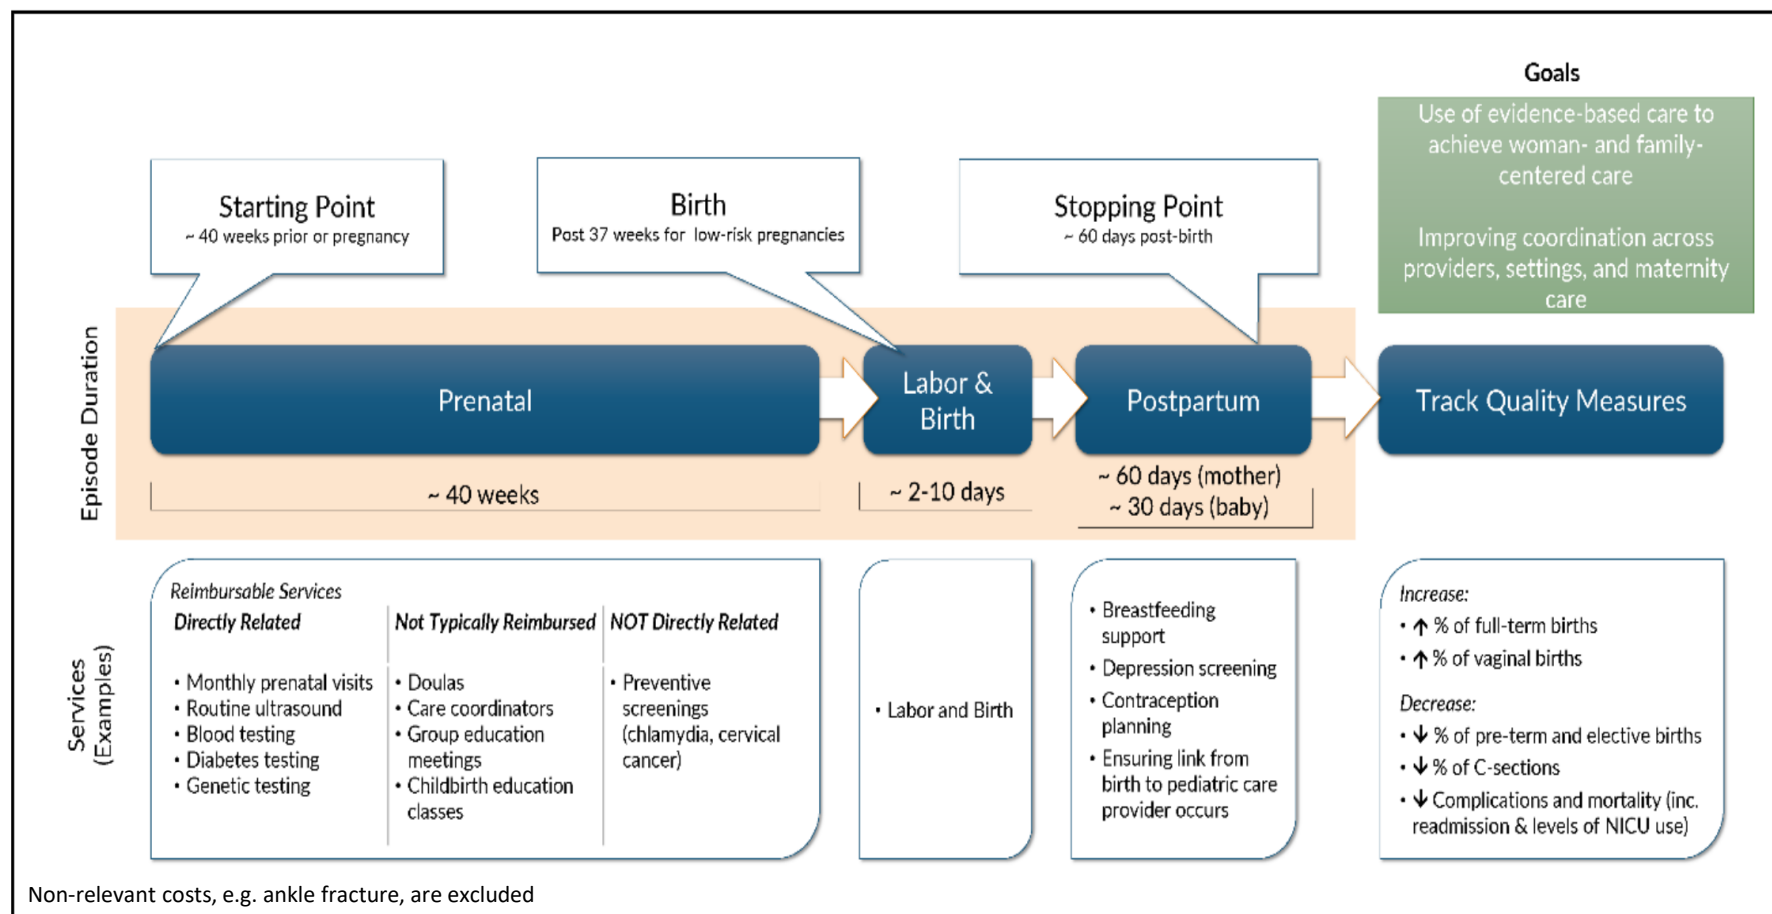 Goals
Use of evidence-based care to
achieve woman- and family-
centered care
Improving coordination across
providers, settings, and maternity
care
Starting Point
~ 40 weeks prior or pregnancy
Birth
Post 37 weeks for low-risk pregnancies
Stopping Point
~ 60 days post-birth
Episode Duration
Prenatal
Labor &
Birth
Postpartum
Track Quality Measures
~ 40 weeks
~ 2-10 days
~ 60 days (mother)
~ 30 days (baby)
Services
(Examples)
Reimbursable Services
Directly Related
• Monthly prenatal visits
• Routine ultrasound
• Blood testing
• Diabetes testing
• Genetic testing
Not Typically Reimbursed
• Doulas
• Care coordinators
• Group education
meetings
• Childbirth education
classes
NOT Directly Related
• Preventive
screenings
(chlamydia, cervical
cancer)
• Labor and Birth
• Breastfeeding
support
• Depression screening
• Contraception
planning
• Ensuring link from
birth to pediatric care
provider occurs
Increase:
• ↑ % of full-term births
• ↑ % of vaginal births
Decrease:
• ↓ % of pre-term and elective births
• ↓ % of C-sections
• ↓ Complications and mortality (inc.
readmission & levels of NICU use)
Non-relevant costs, e.g. ankle fracture, are excluded